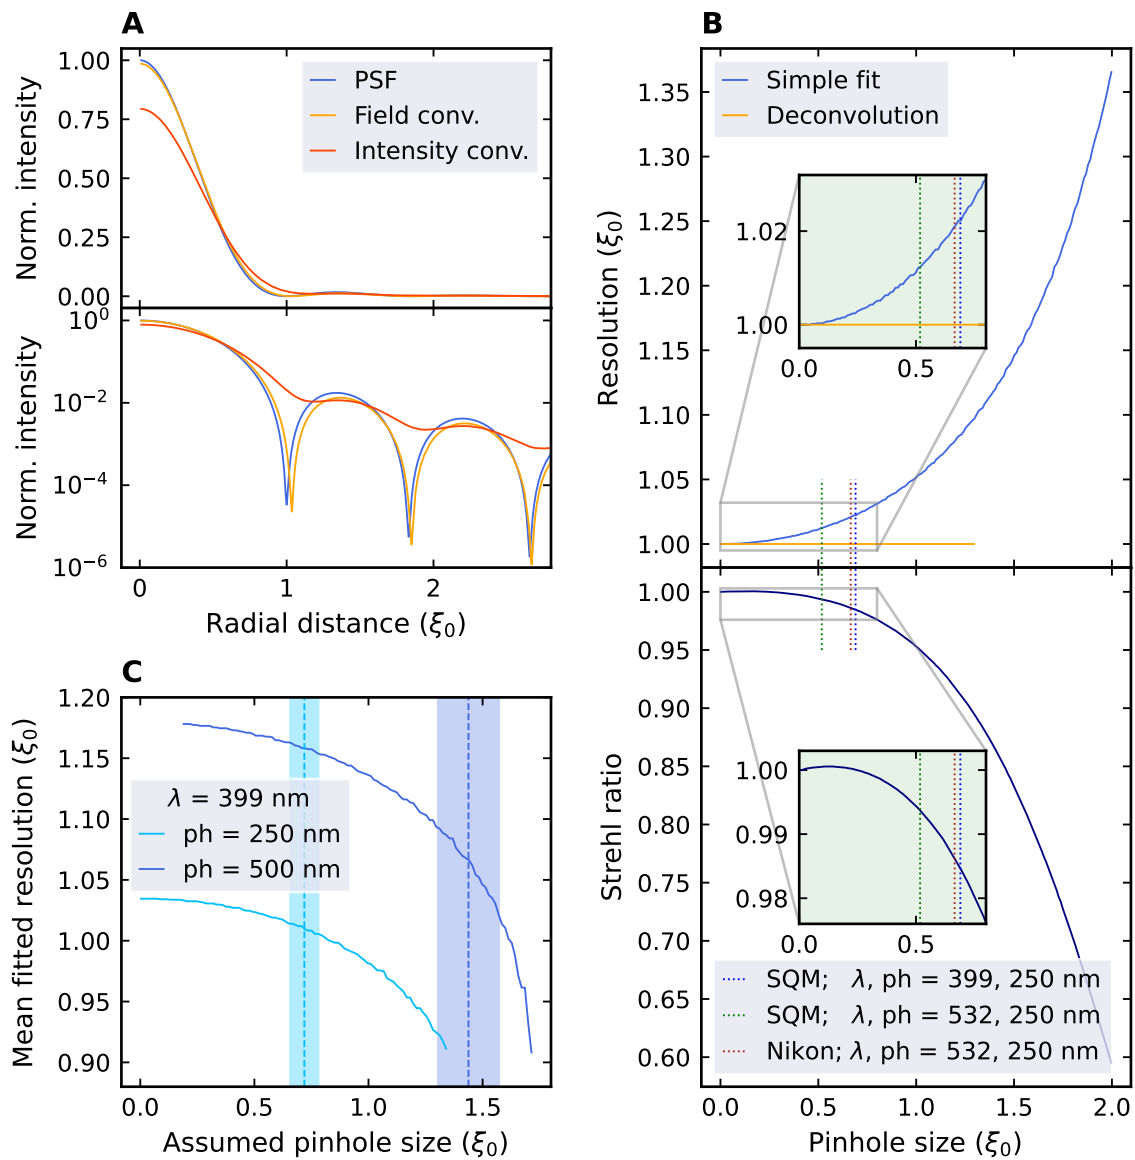 A
1.00
0.75
0.50
0.25
0.00
Norm. intensity
PSF
Field conv.
Intensity conv.
10⁰
10⁻²
10⁻⁴
10⁻⁶
Norm. intensity
0 1 2
Radial distance (ξ₀)
B
1.35
1.30
1.25
1.20
1.15
1.10
1.05
1.00
Resolution (ξ₀)
Simple fit
Deconvolution
1.02
1.00
0.0 0.5
1.00
0.95
0.90
0.85
0.80
0.75
0.70
0.65
0.60
Strehl ratio
1.00
0.99
0.98
0.0 0.5
SQM; λ, ph = 399, 250 nm
SQM; λ, ph = 532, 250 nm
Nikon; λ, ph = 532, 250 nm
0.0 0.5 1.0 1.5 2.0
Pinhole size (ξ₀)
C
1.20
1.15
1.10
1.05
1.00
0.95
0.90
Mean fitted resolution (ξ₀)
λ = 399 nm
ph = 250 nm
ph = 500 nm
0.0 0.5 1.0 1.5
Assumed pinhole size (ξ₀)